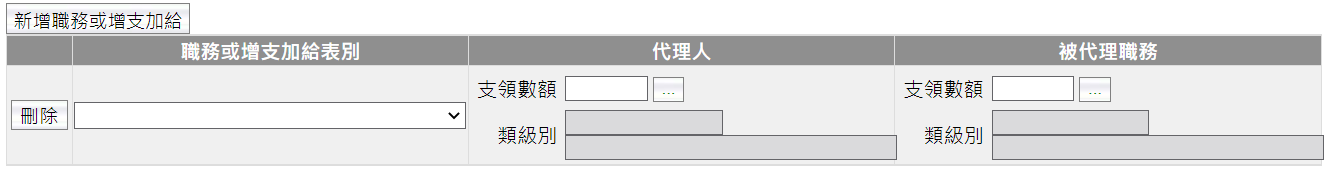 新增職務或增支加給
職務或增支加給表別 代理人 被代理職務
支領數額 ... 支領數額 ...
刪除
類級別 類級別